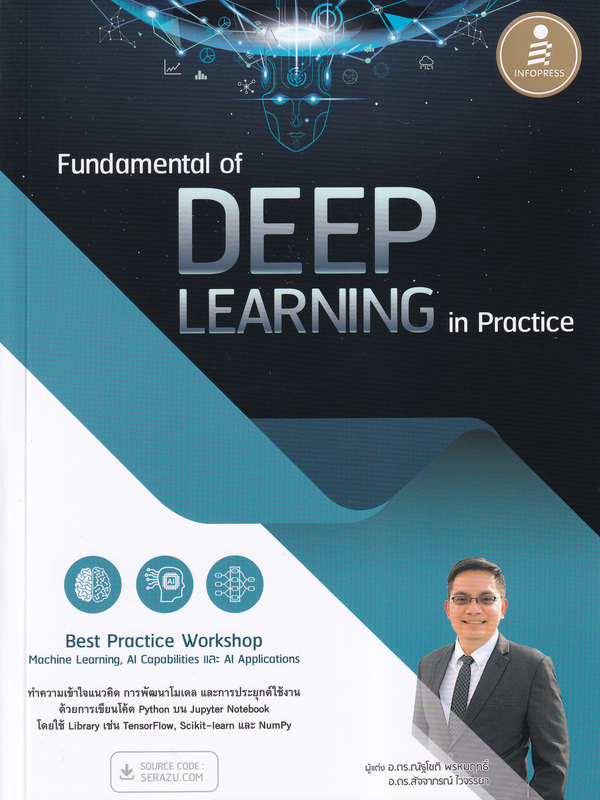 INFOPRESS
Fundamental of
DEEP
LEARNING in Practice
Best Practice Workshop
Machine Learning, AI Capabilities และ AI Applications
ทำความเข้าใจแนวคิด การพัฒนาโมเดล และการประยุกต์ใช้งาน
ด้วยการเขียนโค้ด Python บน Jupyter Notebook
โดยใช้ Library เช่น TensorFlow, Scikit-learn และ NumPy
SOURCE CODE :
SERAZU.COM
ผู้แต่ง อ.ดร.ณัฐโชติ พรหมฤทธิ์
อ.ดร.สัจจาภรณ์ ไวจรรยา
AI